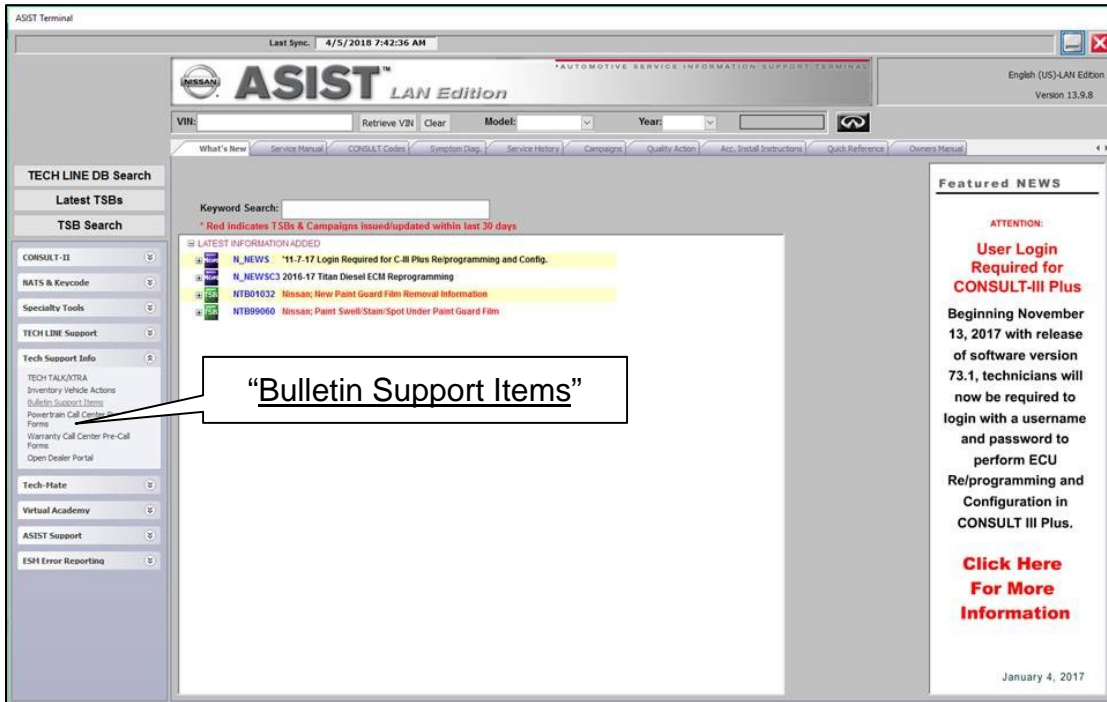 ASIST Terminal
Last Sync. 4/5/2018 7:42:36 AM
NISSAN ASIST™ LAN Edition
*AUTOMOTIVE SERVICE INFORMATION SUPPORT TERMINAL
English (US)-LAN Edition
Version 13.9.8
VIN: Retrieve VIN Clear Model: Year:
What's New Service Manual CONSULT Codes Symptom Diag. Service History Campaigns Quality Action Acc. Install Instructions Quick Reference Owners Manual
TECH LINE DB Search
Latest TSBs
TSB Search
CONSULT-II
NATS & Keycode
Specialty Tools
TECH LINE Support
Tech Support Info
TECH TALK/XTRA
Inventory Vehicle Actions
Bulletin Support Items
Powertrain Call Center
Forms
Warranty Call Center Pre-Call
Forms
Open Dealer Portal
Tech-Mate
Virtual Academy
ASIST Support
ESM Error Reporting
Keyword Search:
* Red indicates TSBs & Campaigns issued/updated within last 30 days
LATEST INFORMATION ADDED
N_NEWS '11-7-17 Login Required for C-III Plus Re/programming and Config.
N_NEWSC3 2016-17 Titan Diesel ECM Reprogramming
TSB NTB01032 Nissan; New Paint Guard Film Removal Information
TSB NTB99060 Nissan; Paint Swell/Stain/Spot Under Paint Guard Film
“Bulletin Support Items”
Featured NEWS
ATTENTION:
User Login
Required for
CONSULT-III Plus
Beginning November
13, 2017 with release
of software version
73.1, technicians will
now be required to
login with a username
and password to
perform ECU
Re/programming and
Configuration in
CONSULT III Plus.
Click Here
For More
Information
January 4, 2017